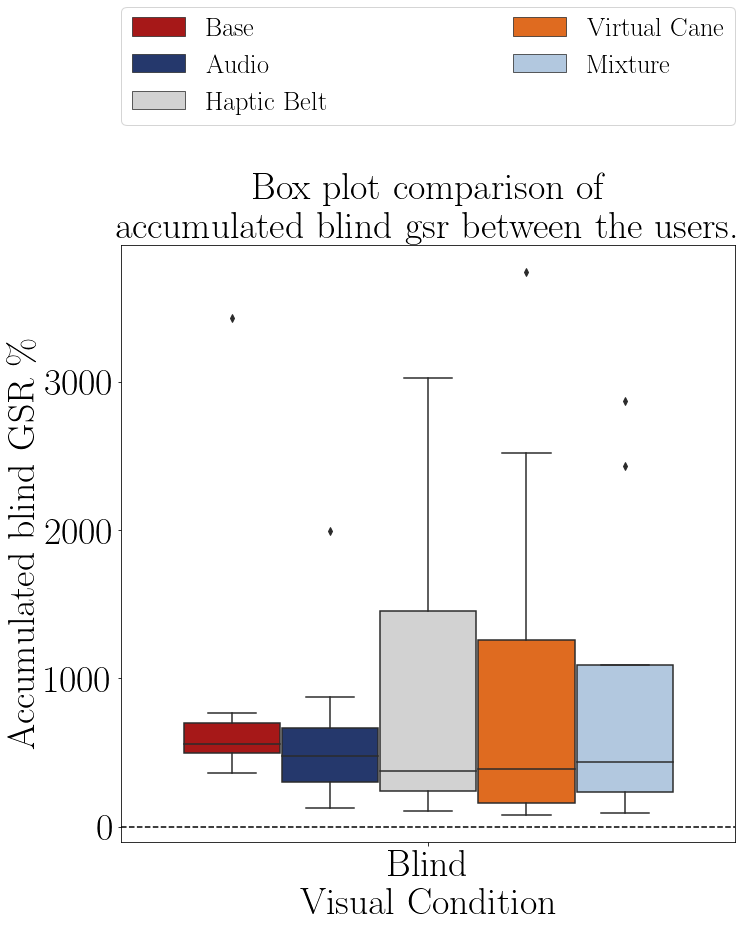 Base
Audio
Haptic Belt
Virtual Cane
Mixture
Box plot comparison of
accumulated blind gsr between the users.
Accumulated blind GSR %
3000
2000
1000
0
Blind
Visual Condition